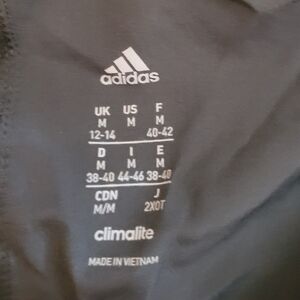 adidas
UK US F
M M M
12-14 40-42
D I E
M M M
38-40 44-46 38-40
CDN J
M/M 2XOT
climalite
MADE IN VIETNAM